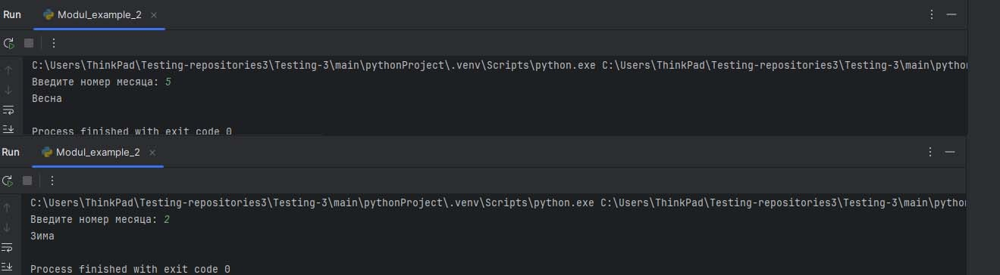 Run Modul_example_2
C:\Users\ThinkPad\Testing-repositories3\Testing-3\main\pythonProject\.venv\Scripts\python.exe C:\Users\ThinkPad\Testing-repositories3\Testing-3\main\python
Введите номер месяца: 5
Весна
Process finished with exit code 0
Run Modul_example_2
C:\Users\ThinkPad\Testing-repositories3\Testing-3\main\pythonProject\.venv\Scripts\python.exe C:\Users\ThinkPad\Testing-repositories3\Testing-3\main\python
Введите номер месяца: 2
Зима
Process finished with exit code 0